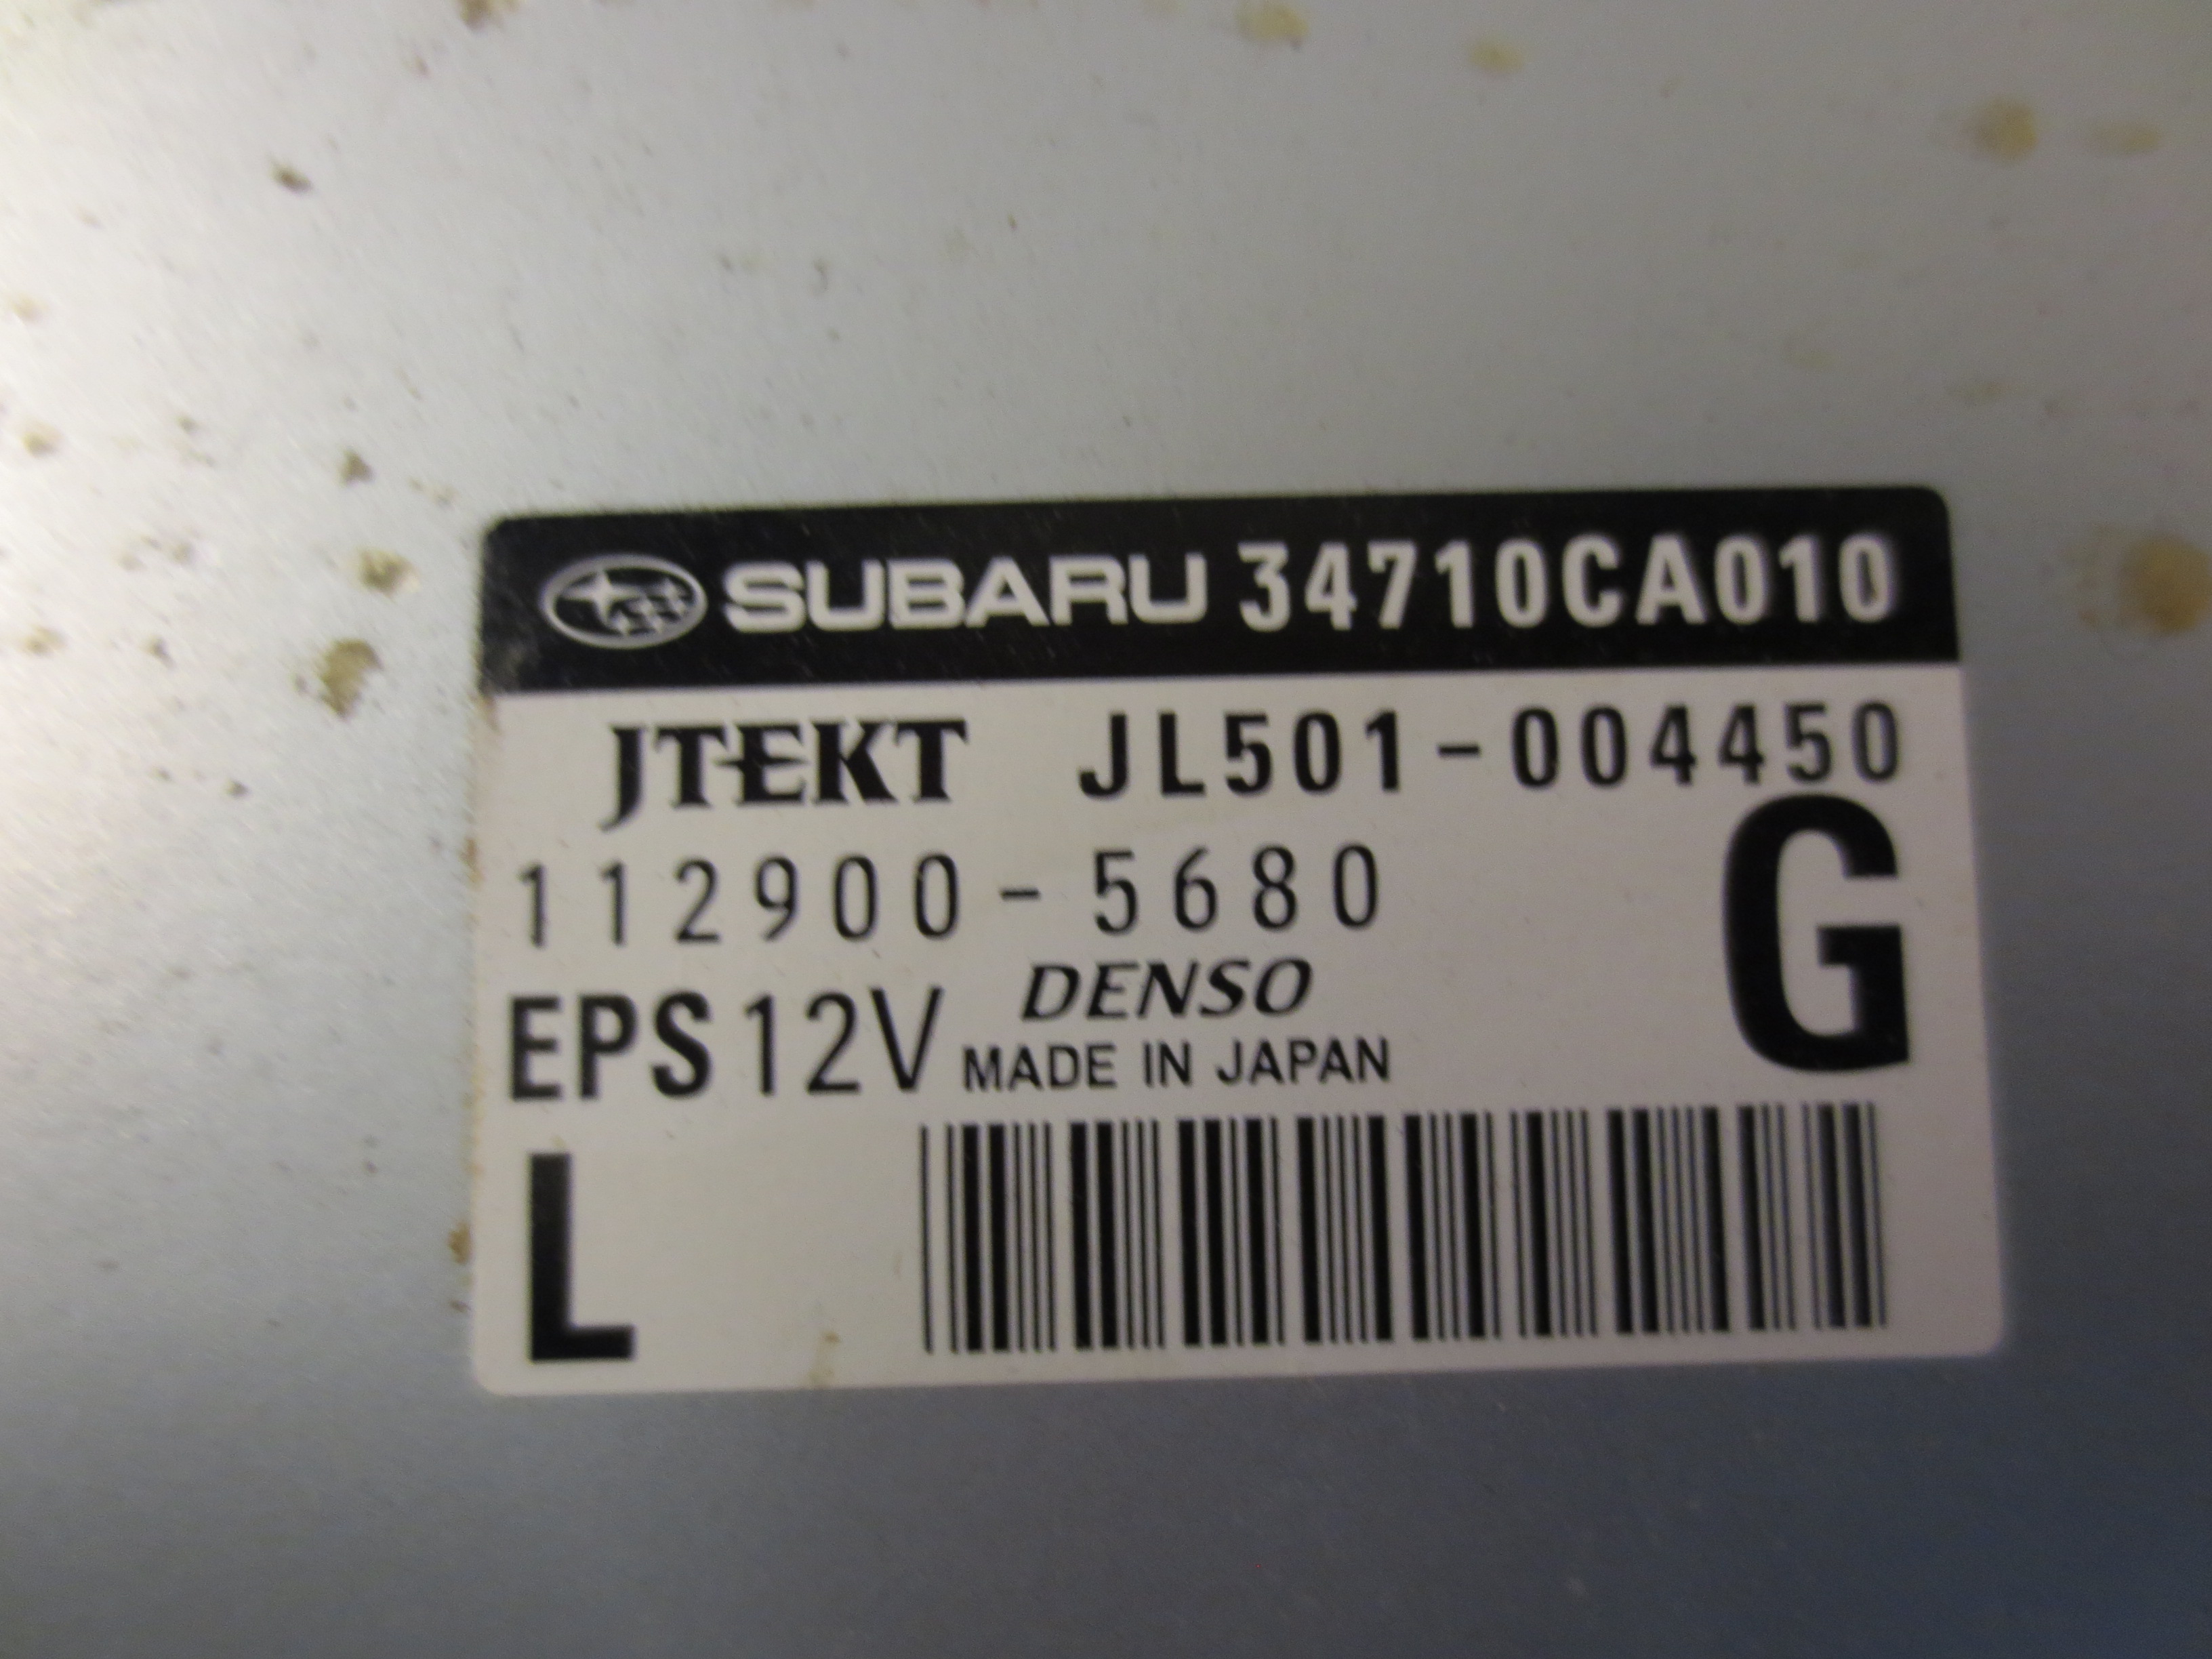 SUBARU 34710CA010
JTEKT JL501-004450
112900-5680
G
DENSO
EPS 12V MADE IN JAPAN
L